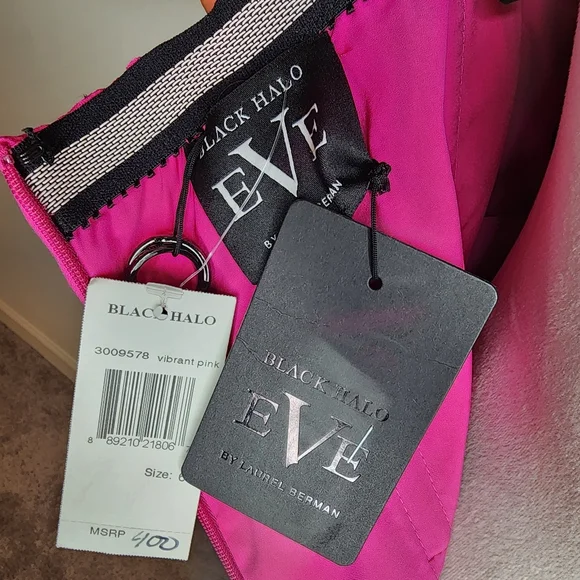 BLACK HALO
EVE
BY LAUREL BERMAN
BLACK HALO
3009578 vibrant pink
8 89210 21806
Size: 6
MSRP 400
BLACK HALO
EVE
BY LAUREL BERMAN